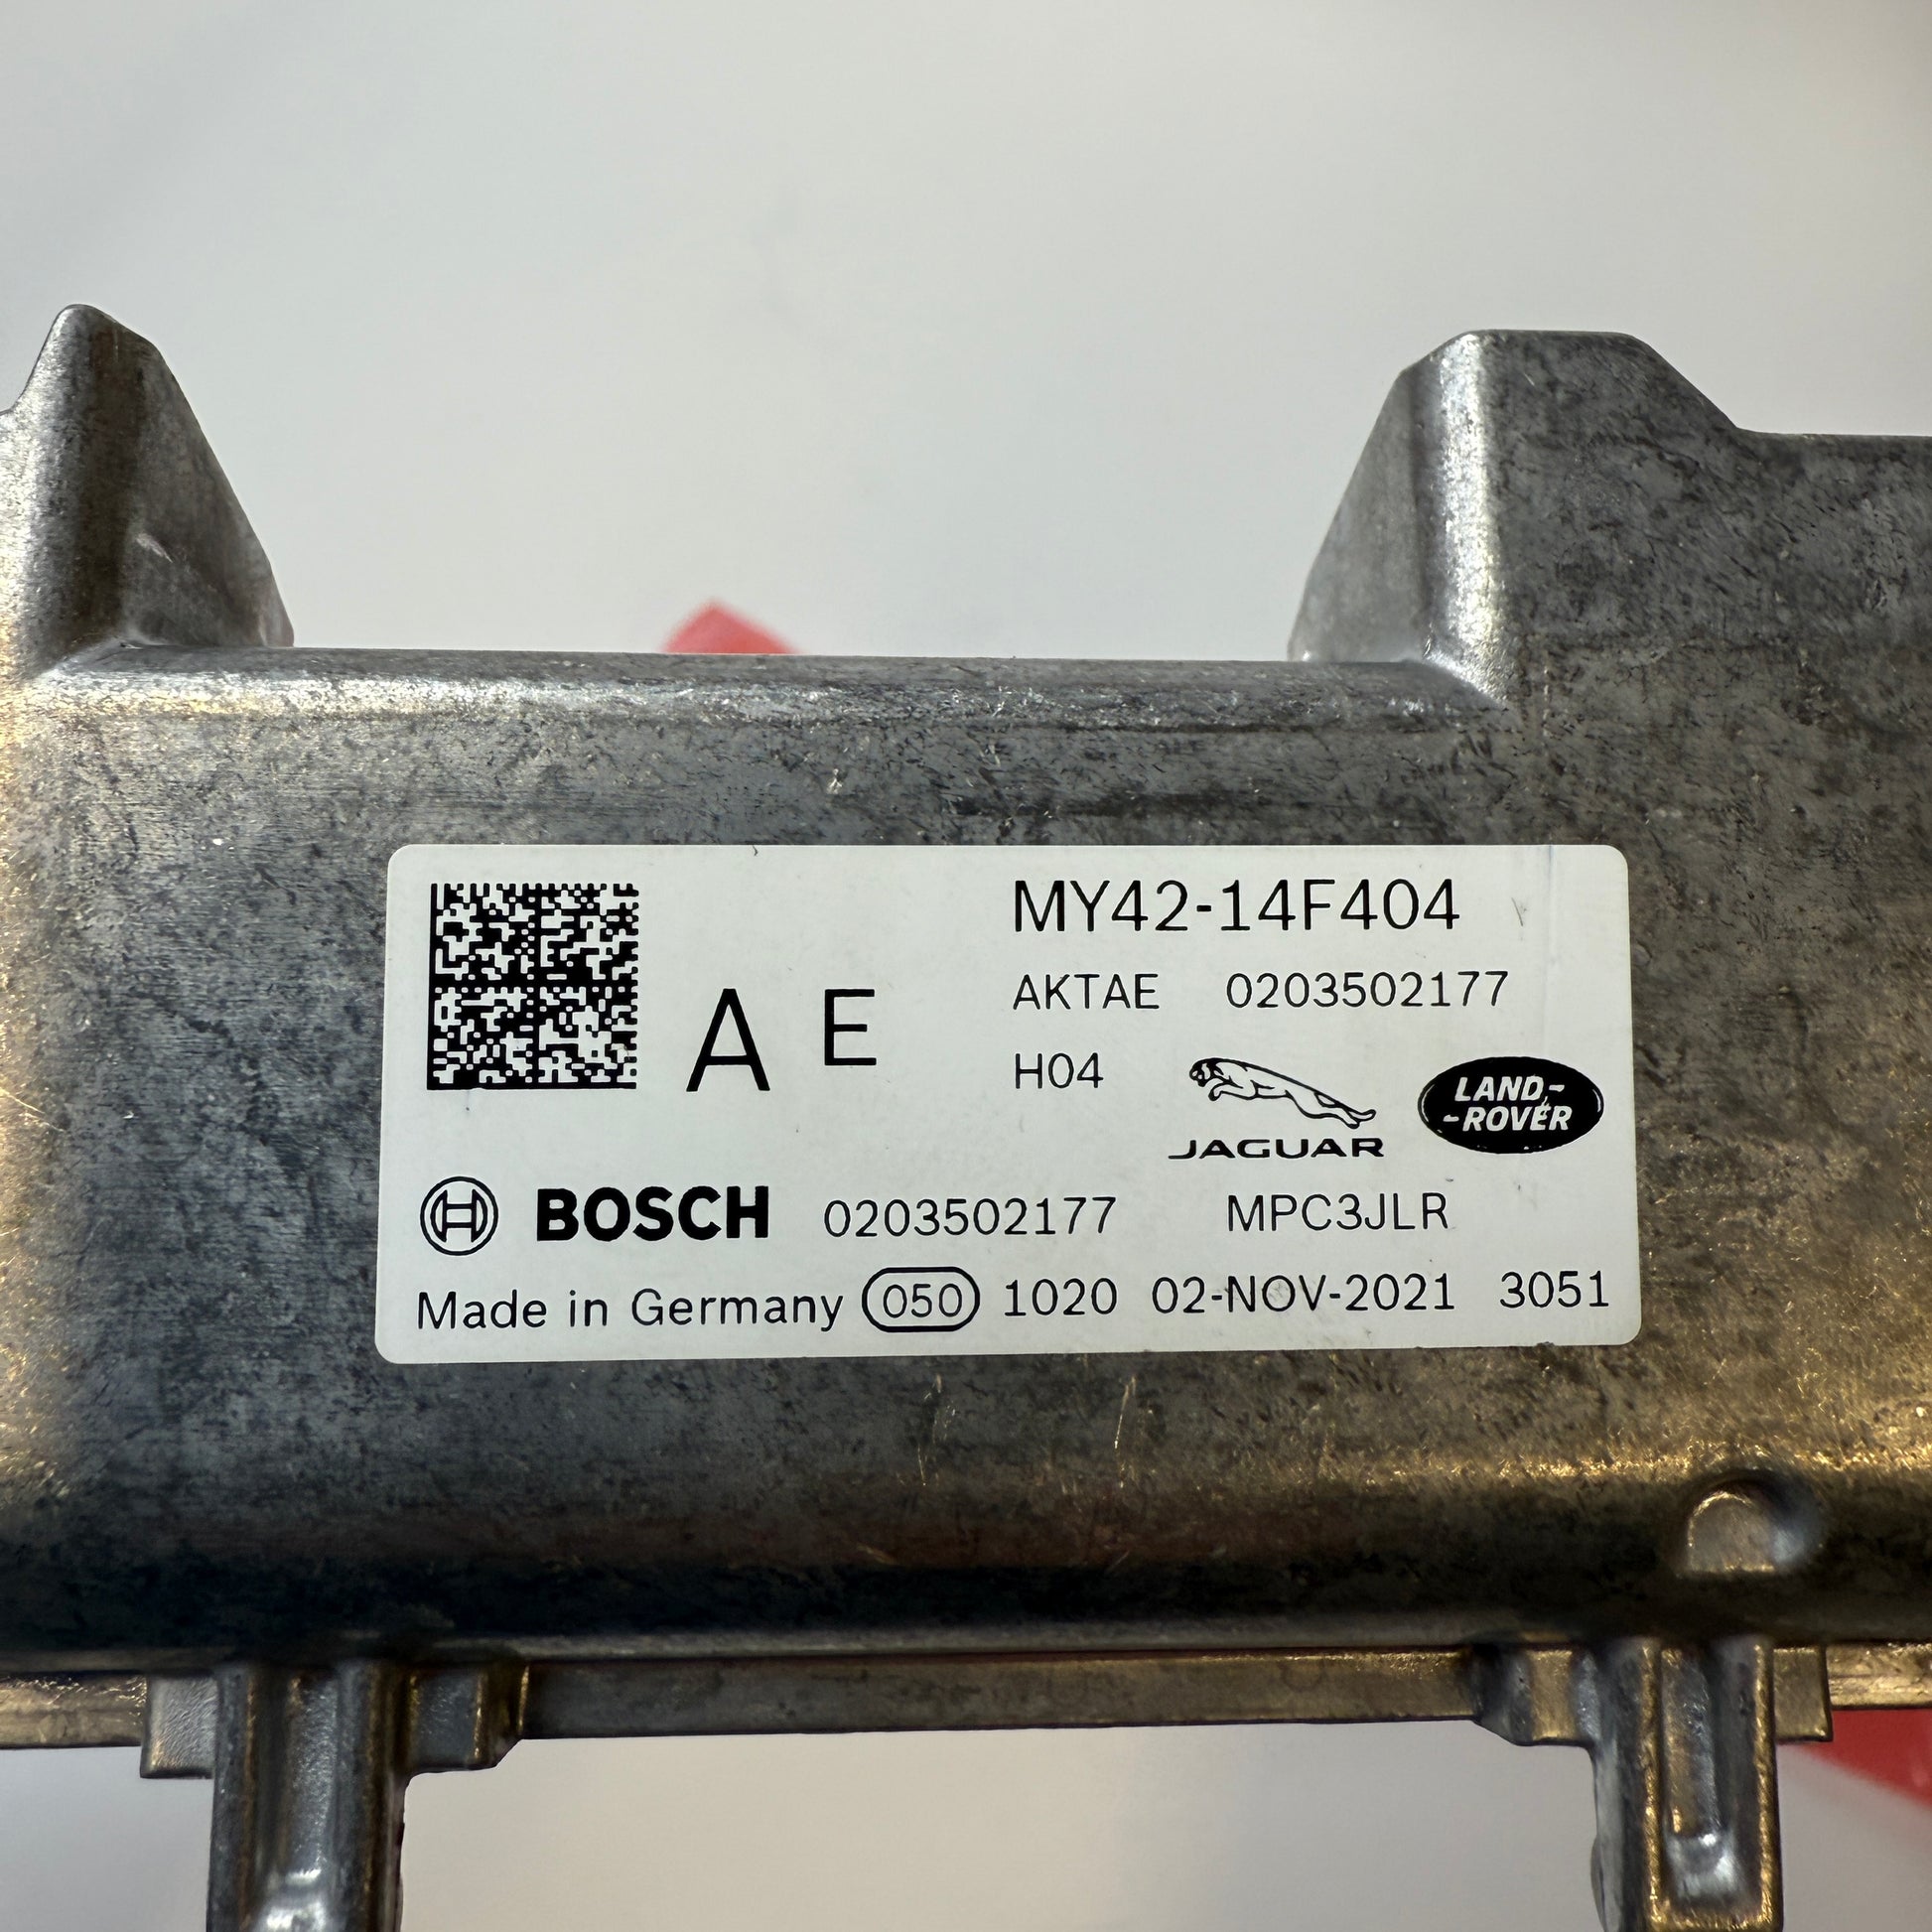 MY42-14F404
A E
AKTAE 0203502177
H04
JAGUAR
LAND-
-ROVER
BOSCH 0203502177 MPC3JLR
Made in Germany 050 1020 02-NOV-2021 3051